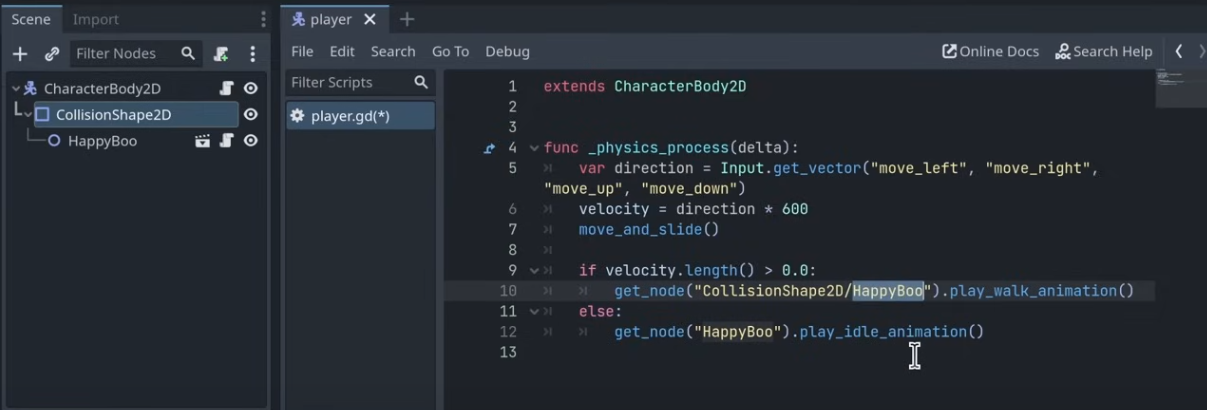 Scene Import
Filter Nodes
CharacterBody2D
CollisionShape2D
HappyBoo
player
File Edit Search Go To Debug Online Docs Search Help
Filter Scripts
player.gd(*)
1 extends CharacterBody2D
2
3
4 func _physics_process(delta):
5 var direction = Input.get_vector("move_left", "move_right",
"move_up", "move_down")
6 velocity = direction * 600
7 move_and_slide()
8
9 if velocity.length() > 0.0:
10 get_node("CollisionShape2D/HappyBoo").play_walk_animation()
11 else:
12 get_node("HappyBoo").play_idle_animation()
13